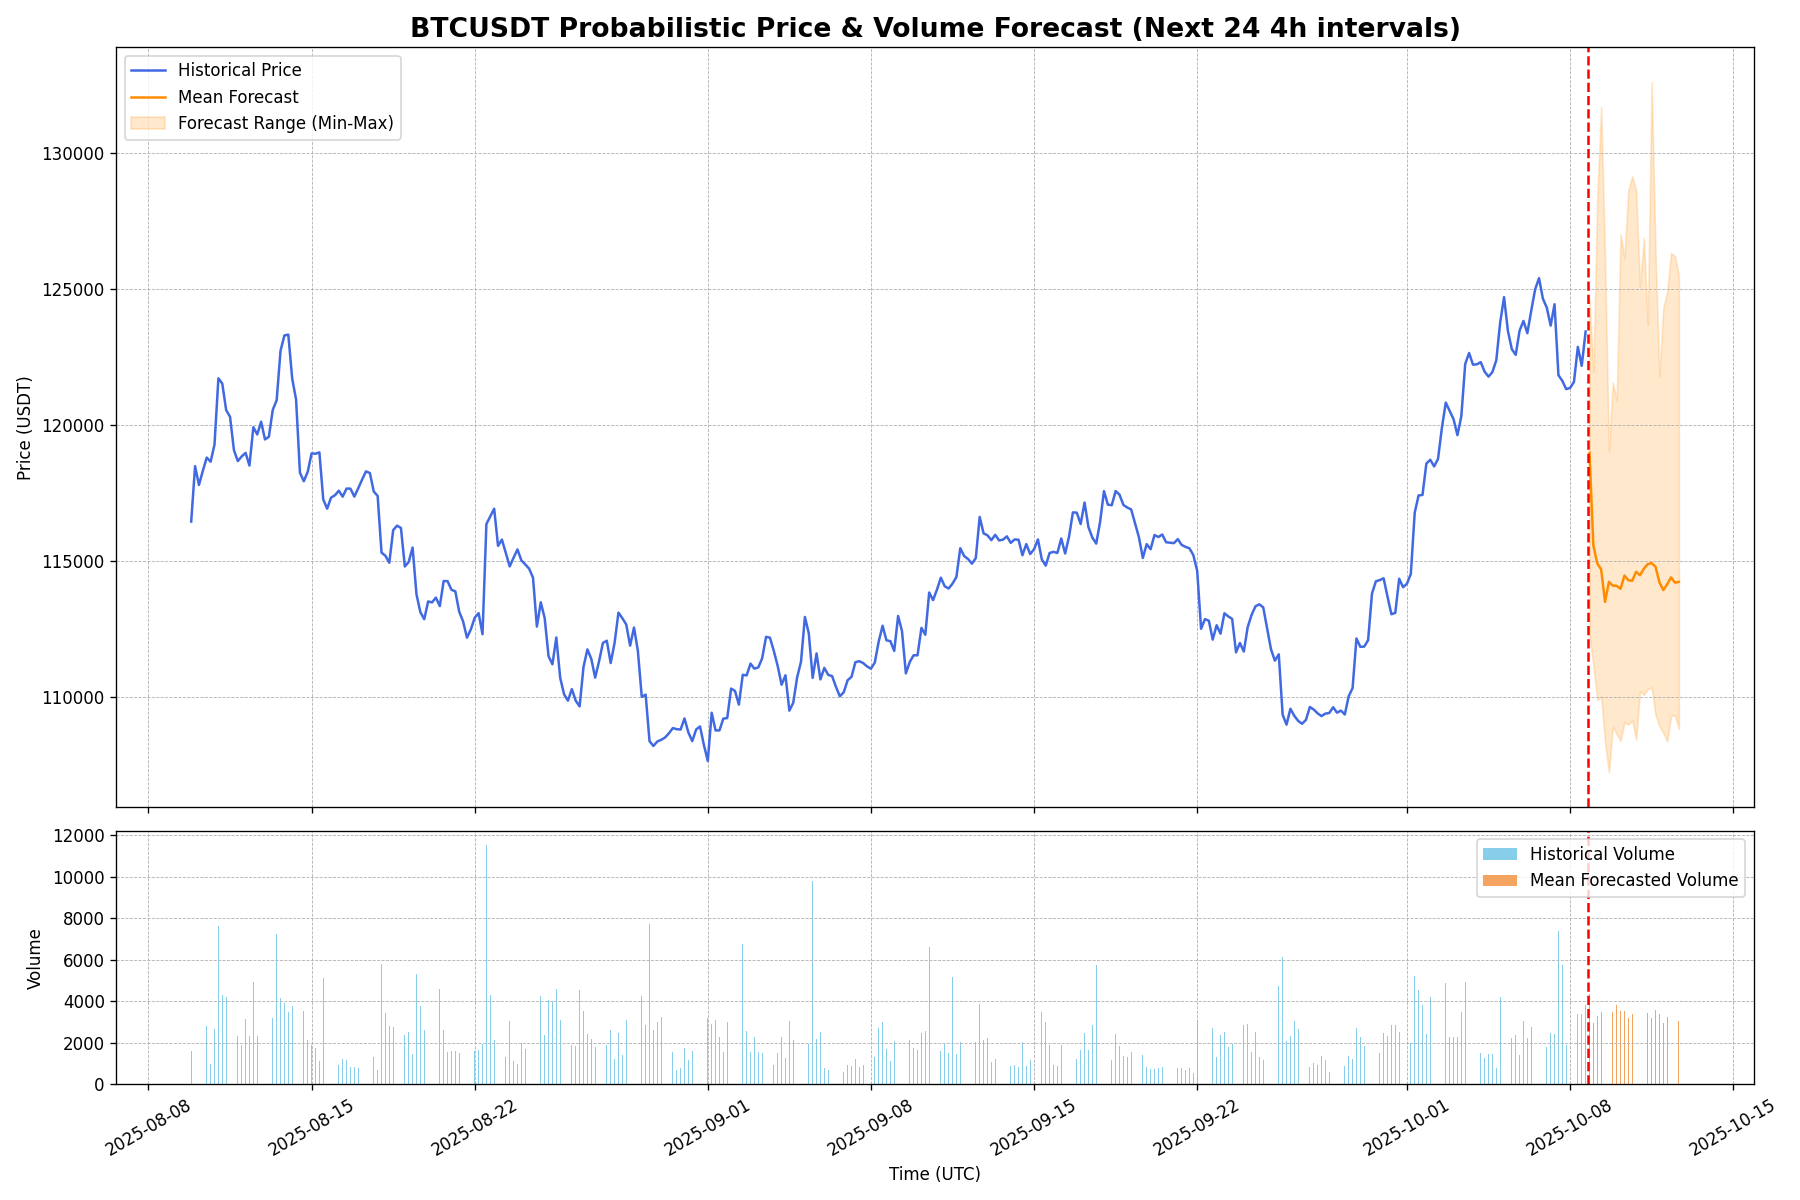 BTCUSDT Probabilistic Price & Volume Forecast (Next 24 4h intervals)
Historical Price
Mean Forecast
Forecast Range (Min-Max)
130000
125000
120000
115000
110000
Price (USDT)
Historical Volume
Mean Forecasted Volume
12000
10000
8000
6000
4000
2000
0
Volume
2025-08-08
2025-08-15
2025-08-22
2025-09-01
2025-09-08
2025-09-15
2025-09-22
2025-10-01
2025-10-08
2025-10-15
Time (UTC)